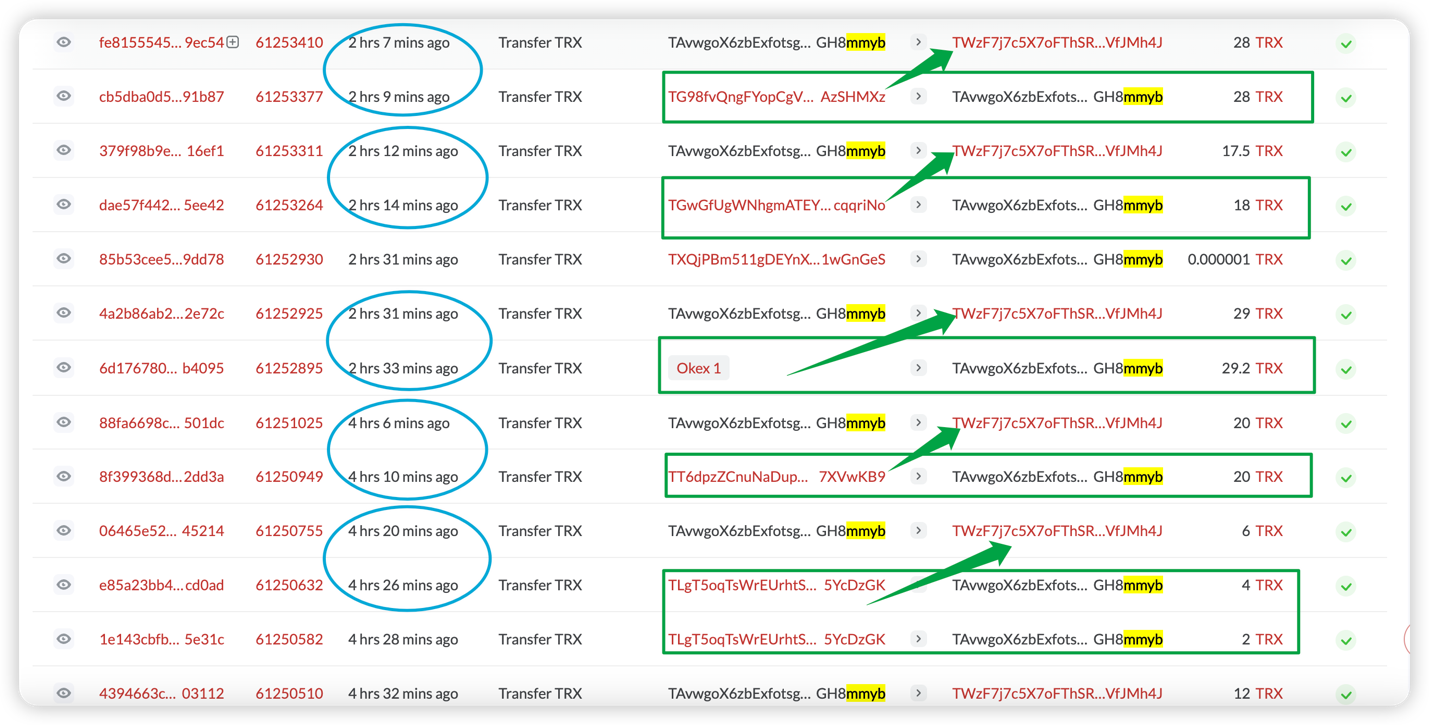 fe8155545... 9ec54 61253410 2 hrs 7 mins ago Transfer TRX TAvwgoX6zbExfotsg... GH8mmyb > TWzF7j7c5X7oFThSR...VfJMh4J 28 TRX
cb5dba0d5...91b87 61253377 2 hrs 9 mins ago Transfer TRX TG98fvQngFYopCgV... AzSHMXz > TAvwgoX6zbExfots... GH8mmyb 28 TRX
379f98b9e... 16ef1 61253311 2 hrs 12 mins ago Transfer TRX TAvwgoX6zbExfotsg... GH8mmyb > TWzF7j7c5X7oFThSR...VfJMh4J 17.5 TRX
dae57f442... 5ee42 61253264 2 hrs 14 mins ago Transfer TRX TGwGfUgWNhgmATEY... cqqriNo > TAvwgoX6zbExfots... GH8mmyb 18 TRX
85b53cee5...9dd78 61252930 2 hrs 31 mins ago Transfer TRX TXQjPBm511gDEYnX...1wGnGeS > TAvwgoX6zbExfots... GH8mmyb 0.000001 TRX
4a2b86ab2...2e72c 61252925 2 hrs 31 mins ago Transfer TRX TAvwgoX6zbExfotsg... GH8mmyb > TWzF7j7c5X7oFThSR...VfJMh4J 29 TRX
6d176780... b4095 61252895 2 hrs 33 mins ago Transfer TRX Okex 1 > TAvwgoX6zbExfots... GH8mmyb 29.2 TRX
88fa6698c... 501dc 61251025 4 hrs 6 mins ago Transfer TRX TAvwgoX6zbExfotsg... GH8mmyb > TWzF7j7c5X7oFThSR...VfJMh4J 20 TRX
8f399368d...2dd3a 61250949 4 hrs 10 mins ago Transfer TRX TT6dpzZCnuNaDup... 7XVwKB9 > TAvwgoX6zbExfots... GH8mmyb 20 TRX
06465e52... 45214 61250755 4 hrs 20 mins ago Transfer TRX TAvwgoX6zbExfotsg... GH8mmyb > TWzF7j7c5X7oFThSR...VfJMh4J 6 TRX
e85a23bb4... cd0ad 61250632 4 hrs 26 mins ago Transfer TRX TLgT5oqTsWrEUrhtS... 5YcDzGK > TAvwgoX6zbExfots... GH8mmyb 4 TRX
1e143cbfb... 5e31c 61250582 4 hrs 28 mins ago Transfer TRX TLgT5oqTsWrEUrhtS... 5YcDzGK > TAvwgoX6zbExfots... GH8mmyb 2 TRX
4394663c... 03112 61250510 4 hrs 32 mins ago Transfer TRX TAvwgoX6zbExfotsg... GH8mmyb > TWzF7j7c5X7oFThSR...VfJMh4J 12 TRX